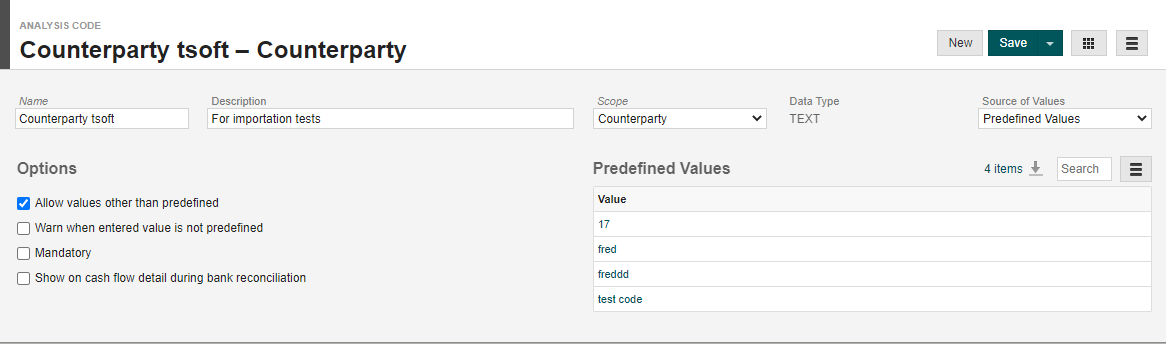 ANALYSIS CODE
Counterparty tsoft – Counterparty
New
Save
Name
Description
Scope
Data Type
Source of Values
Counterparty tsoft
For importation tests
Counterparty
TEXT
Predefined Values
Options
Predefined Values
4 items
Search
Allow values other than predefined
Warn when entered value is not predefined
Mandatory
Show on cash flow detail during bank reconciliation
Value
17
fred
freddd
test code